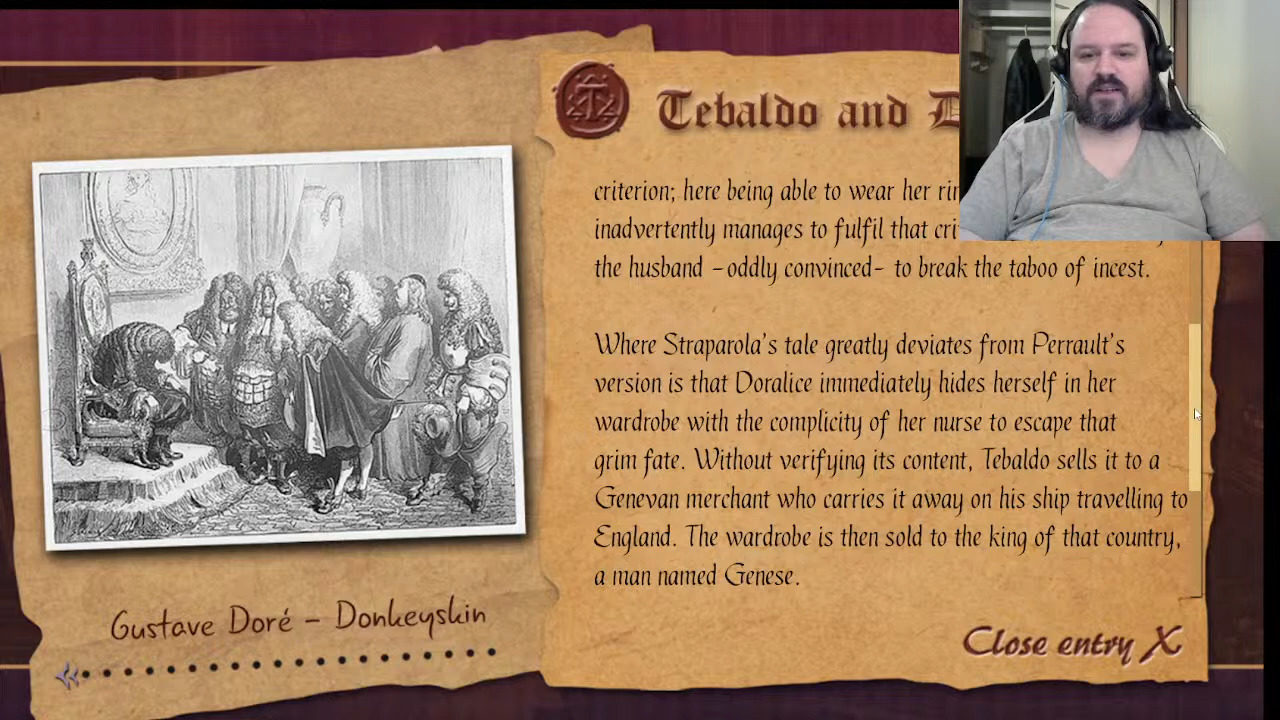 Tebaldo and
criterion; here being able to wear her
inadvertently manages to fulfil that
the husband -oddly convinced- to break the taboo of incest.
Where Straparola's tale greatly deviates from Perrault's
version is that Doralice immediately hides herself in her
wardrobe with the complicity of her nurse to escape that
grim fate. Without verifying its content, Tebaldo sells it to a
Genevan merchant who carries it away on his ship travelling to
England. The wardrobe is then sold to the king of that country,
a man named Genese.
Gustave Doré - Donkeyskin
Close entry X